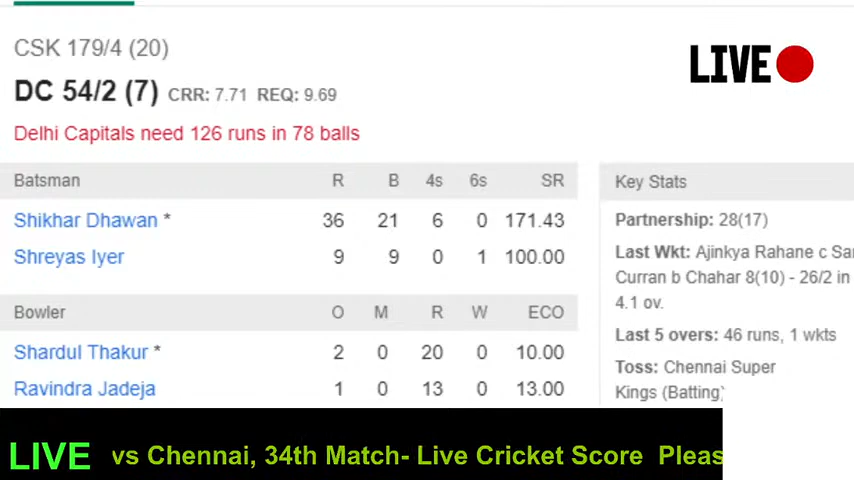 CSK 179/4 (20)
LIVE
DC 54/2 (7) CRR: 7.71 REQ: 9.69
Delhi Capitals need 126 runs in 78 balls
Batsman R B 4s 6s SR
Shikhar Dhawan * 36 21 6 0 171.43
Shreyas Iyer 9 9 0 1 100.00
Bowler O M R W ECO
Shardul Thakur * 2 0 20 0 10.00
Ravindra Jadeja 1 0 13 0 13.00
Key Stats
Partnership: 28(17)
Last Wkt: Ajinkya Rahane c Sam
Curran b Chahar 8(10) - 26/2 in
4.1 ov.
Last 5 overs: 46 runs, 1 wkts
Toss: Chennai Super
Kings (Batting)
LIVE vs Chennai, 34th Match- Live Cricket Score Pleas